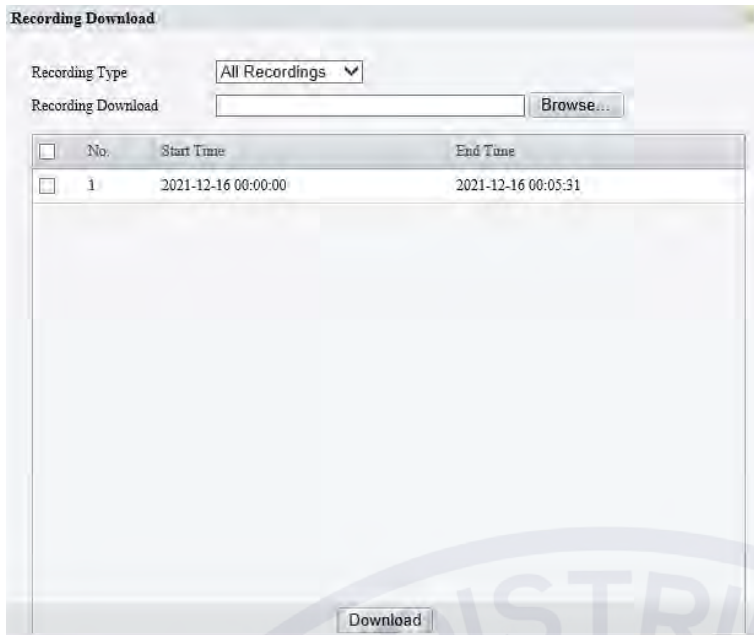 Recording Download
Recording Type All Recordings
Recording Download Browse...
No. Start Time End Time
1 2021-12-16 00:00:00 2021-12-16 00:05:31
Download